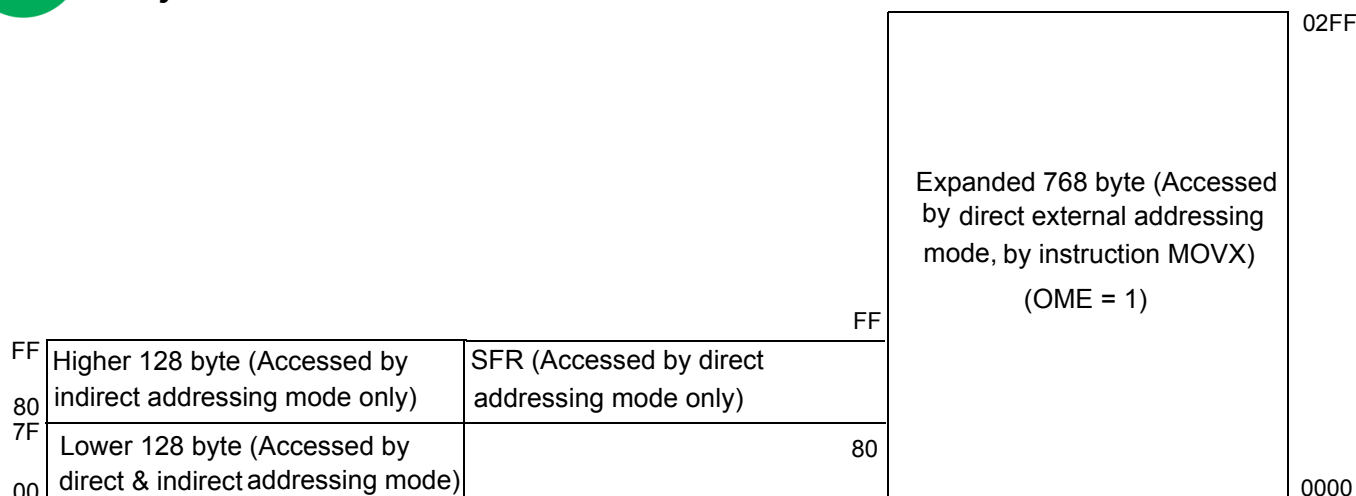 02FF
Expanded 768 byte (Accessed
by direct external addressing
mode, by instruction MOVX)
(OME = 1)
FF
FF
Higher 128 byte (Accessed by
indirect addressing mode only)
80
SFR (Accessed by direct
addressing mode only)
7F
Lower 128 byte (Accessed by
direct & indirect addressing mode)
00
80
0000